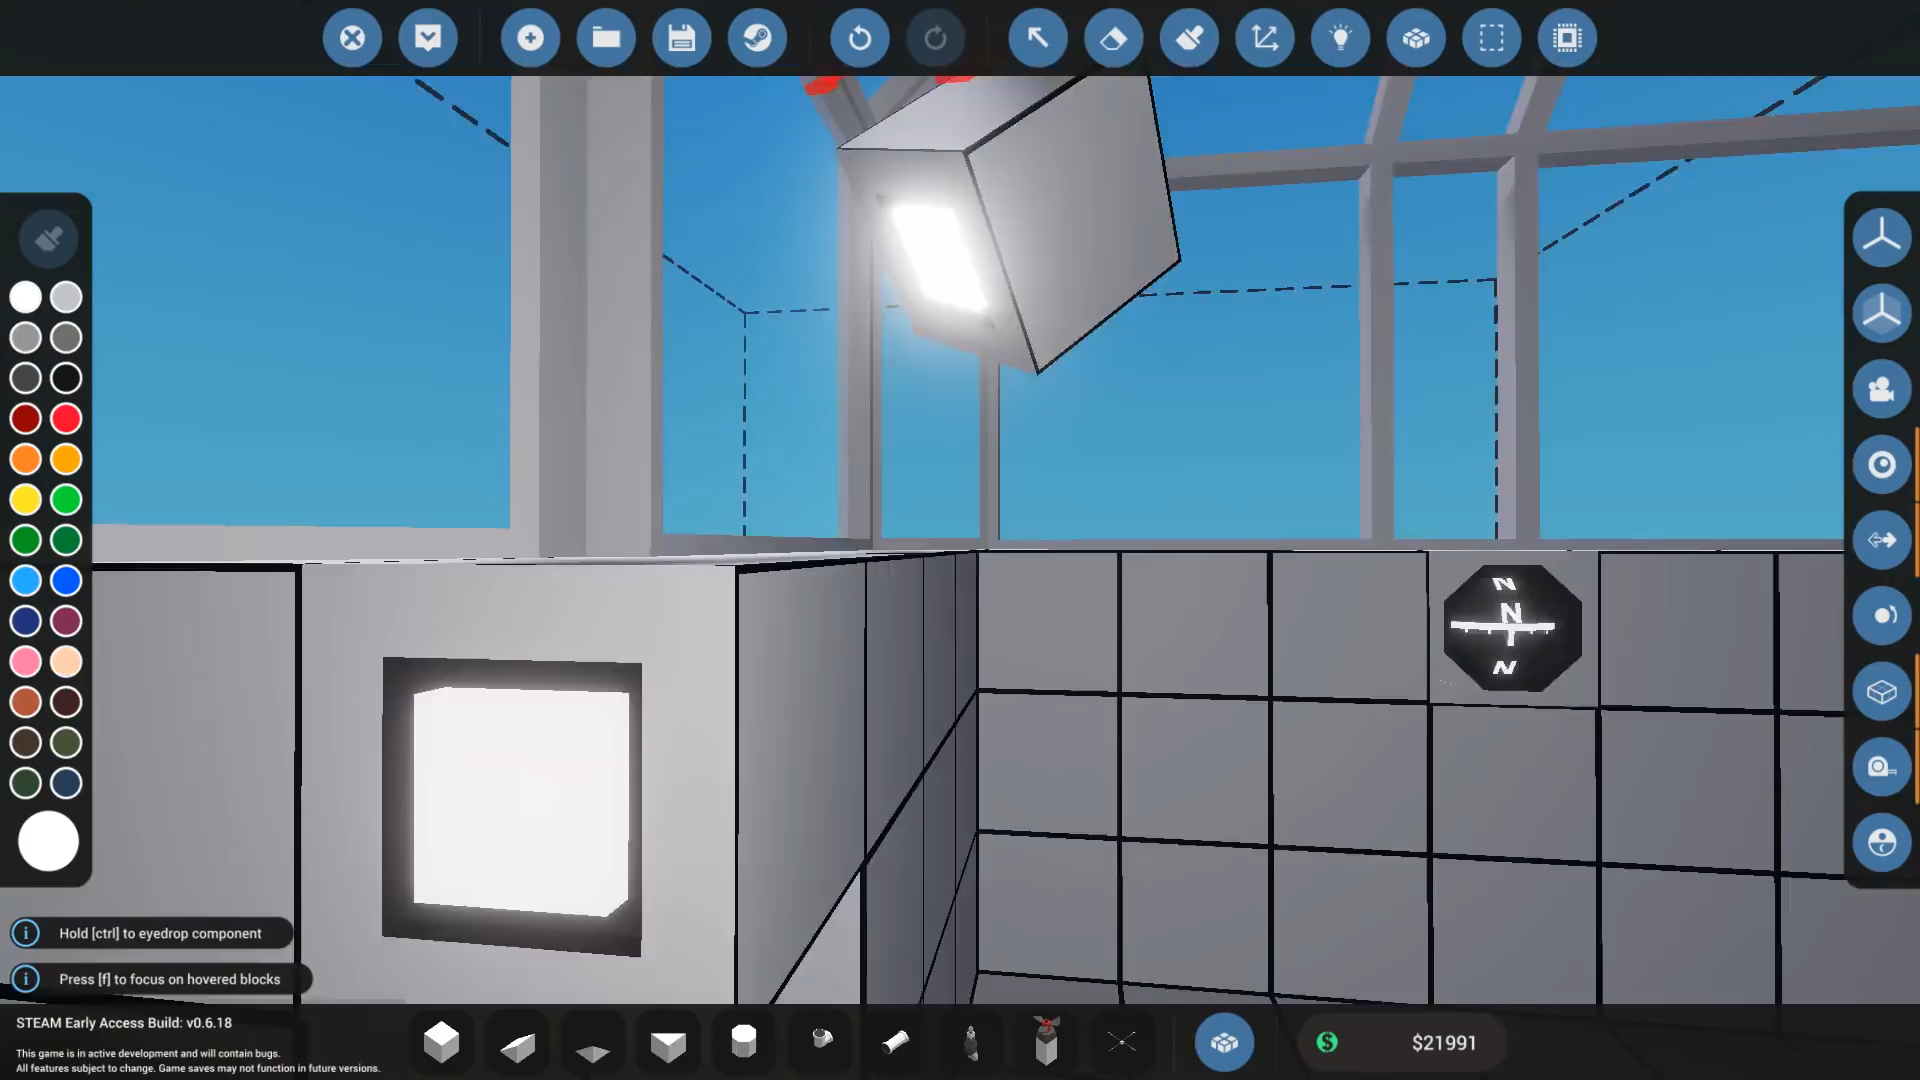 N
N
N
Hold [ctrl] to eyedrop component
Press [f] to focus on hovered blocks
STEAM Early Access Build: v0.6.18
This game is in active development and will contain bugs.
All features subject to change. Game saves may not function in future versions.
$
$21991